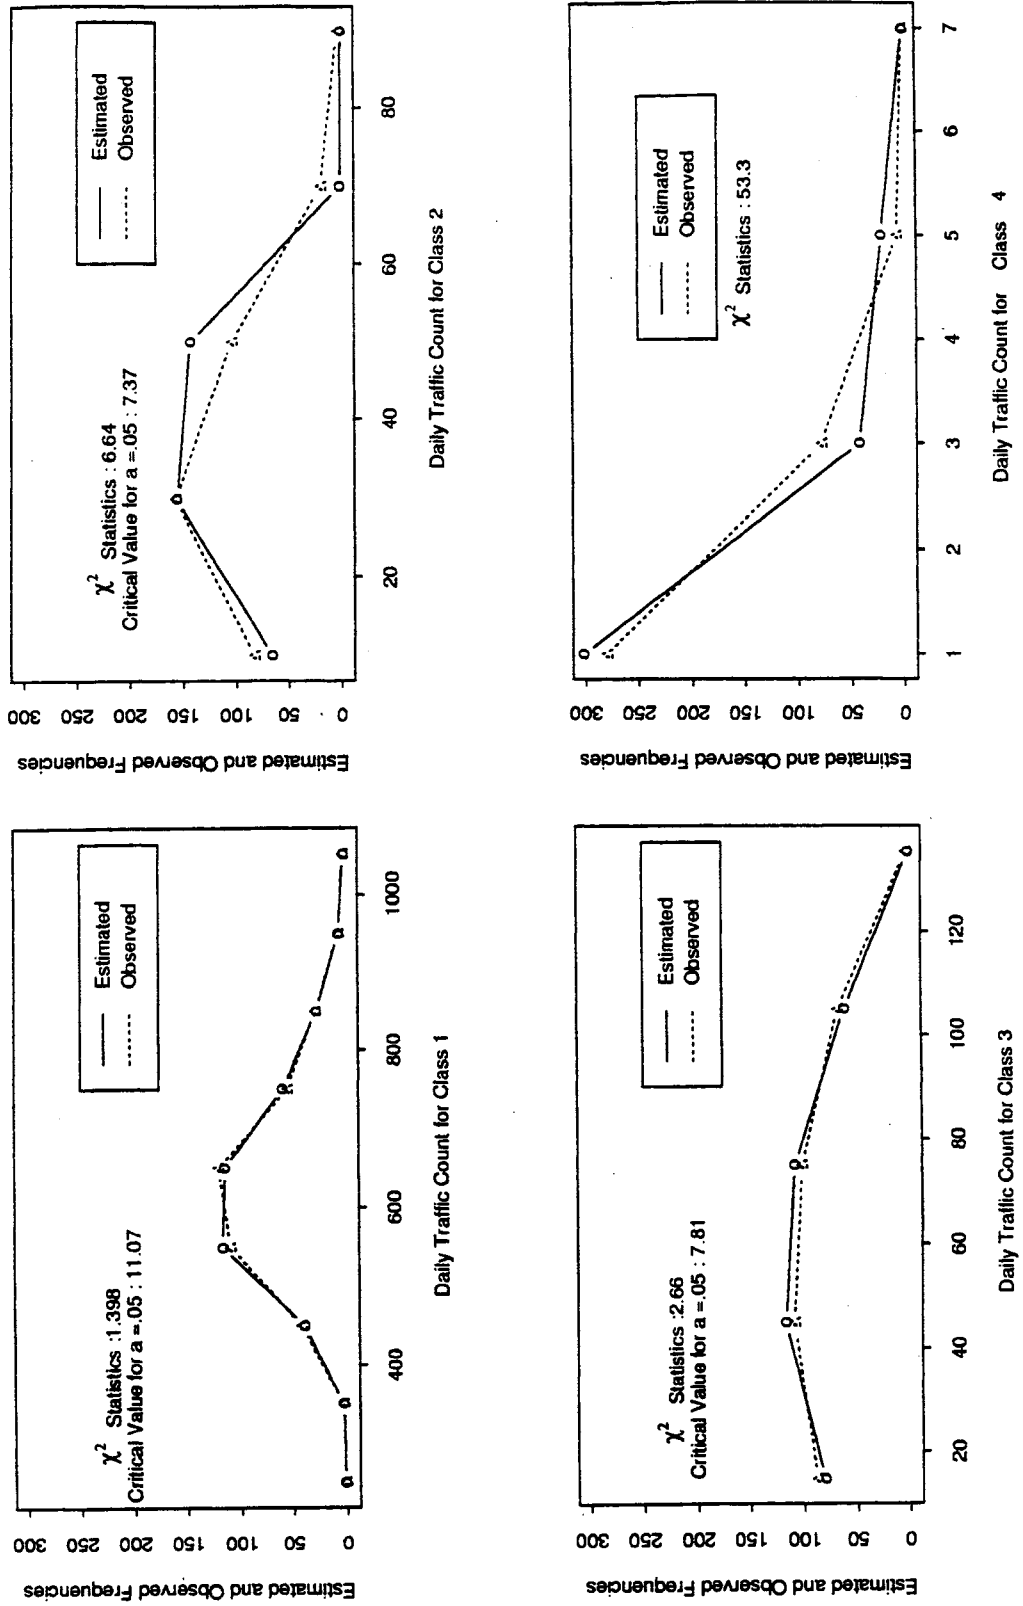 Estimated and Observed Frequencies
0 50 100 150 200 250 300
χ² Statistics :1.398
Critical Value for a =.05 : 11.07
Estimated
Observed
400 600 800 1000
Daily Traffic Count for Class 1
Estimated and Observed Frequencies
0 50 100 150 200 250 300
χ² Statistics : 6.64
Critical Value for a =.05 : 7.37
Estimated
Observed
20 40 60 80
Daily Traffic Count for Class 2
Estimated and Observed Frequencies
0 50 100 150 200 250 300
χ² Statistics :2.66
Critical Value for a =.05 : 7.81
Estimated
Observed
20 40 60 80 100 120
Daily Traffic Count for Class 3
Estimated and Observed Frequencies
0 50 100 150 200 250 300
Estimated
Observed
χ² Statistics : 53.3
1 2 3 4 5 6 7
Daily Traffic Count for Class 4